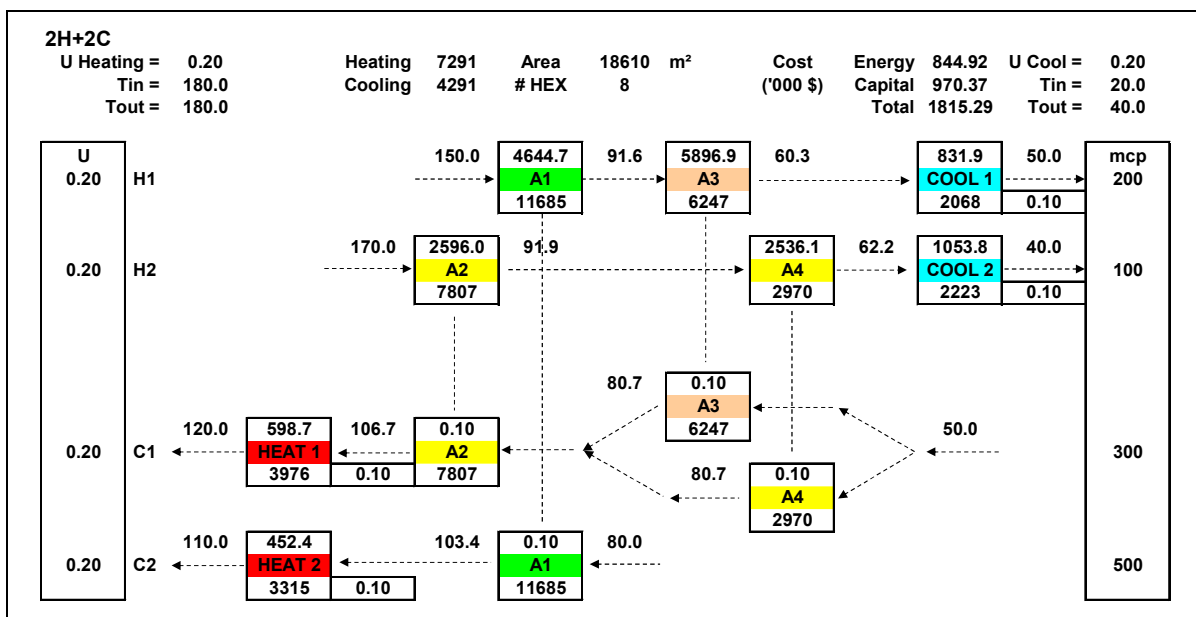 2H+2C
U Heating = 0.20 Heating 7291 Area 18610 m² Cost Energy 844.92 U Cool = 0.20
Tin = 180.0 Cooling 4291 # HEX 8 ('000 $) Capital 970.37 Tin = 20.0
Tout = 180.0 Total 1815.29 Tout = 40.0
U 150.0 4644.7 91.6 5896.9 60.3 831.9 50.0 mcp
0.20 H1 A1 A3 COOL 1 200
11685 6247 2068 0.10
170.0 2596.0 91.9 2536.1 62.2 1053.8 40.0
0.20 H2 A2 A4 COOL 2 100
7807 2970 2223 0.10
80.7 0.10
A3
120.0 598.7 106.7 0.10 6247 50.0
0.20 C1 HEAT 1 A2 300
3976 0.10 7807 80.7 0.10
A4
2970
110.0 452.4 103.4 0.10 80.0
0.20 C2 HEAT 2 A1 500
3315 0.10 11685